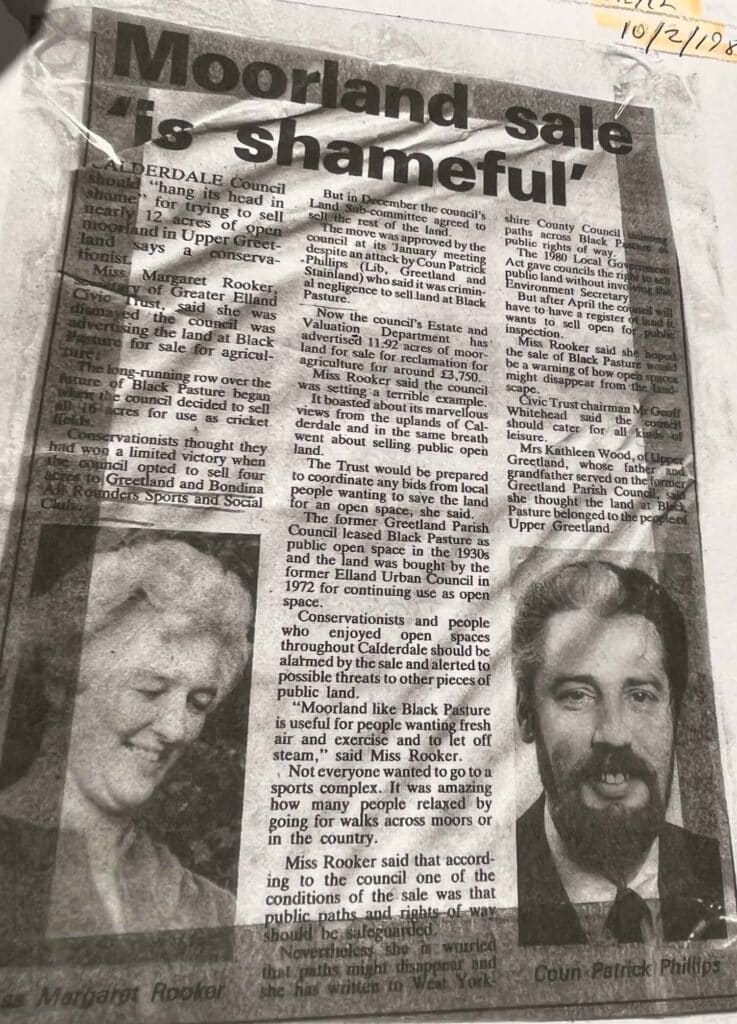 10/2/198
Moorland sale
'is shameful'
CALDERDALE Council
should "hang its head in
shame" for trying to sell
nearly 12 acres of open
moorland in Upper Greet-
land says a conserva-
tionist.
Miss Margaret Rooker,
secretary of Greater Elland
Civic Trust, said she was
dismayed the council was
advertising the land at Black
Pasture for sale for agricul-
ture.
The long-running row over the
future of Black Pasture began
when the council decided to sell
all 16 acres for use as cricket
fields.
Conservationists thought they
had won a limited victory when
the council opted to sell four
acres to Greetland and Bondina
All Rounders Sports and Social
Club.
But in December the council's
Land Sub-committee agreed to
sell the rest of the land.
The move was approved by the
council at its January meeting
despite an attack by Coun Patrick
Phillips (Lib, Greetland and
Stainland) who said it was crimin-
al negligence to sell land at Black
Pasture.
Now the council's Estate and
Valuation Department has
advertised 11.92 acres of moor-
land for sale for reclamation for
agriculture for around £3,750.
Miss Rooker said the council
was setting a terrible example.
It boasted about its marvellous
views from the uplands of Cal-
derdale and in the same breath
went about selling public open
land.
The Trust would be prepared
to coordinate any bids from local
people wanting to save the land
for an open space, she said.
The former Greetland Parish
Council leased Black Pasture as
public open space in the 1930s
and the land was bought by the
former Elland Urban Council in
1972 for continuing use as open
space.
Conservationists and people
who enjoyed open spaces
throughout Calderdale should be
alarmed by the sale and alerted to
possible threats to other pieces of
public land.
"Moorland like Black Pasture
is useful for people wanting fresh
air and exercise and to let off
steam," said Miss Rooker.
Not everyone wanted to go to a
sports complex. It was amazing
how many people relaxed by
going for walks across moors or
in the country.
Miss Rooker said that accord-
ing to the council one of the
conditions of the sale was that
public paths and rights of way
should be safeguarded.
Nevertheless she is worried
that paths might disappear and
she has written to West York-
shire County Council
paths across Black Pasture as
public rights of way.
The 1980 Local Government
Act gave councils the right to sell
public land without involving the
Environment Secretary.
But after April the council will
have to have a register of land it
wants to sell open for public
inspection.
Miss Rooker said she hoped
the sale of Black Pasture would
be a warning of how open spaces
might disappear from the land-
scape.
Civic Trust chairman Mr Geoff
Whitehead said the council
should cater for all kinds of
leisure.
Mrs Kathleen Wood, of Upper
Greetland, whose father and
grandfather served on the former
Greetland Parish Council, said
she thought the land at Black
Pasture belonged to the people of
Upper Greetland.
ss Margaret Rooker
Coun Patrick Phillips